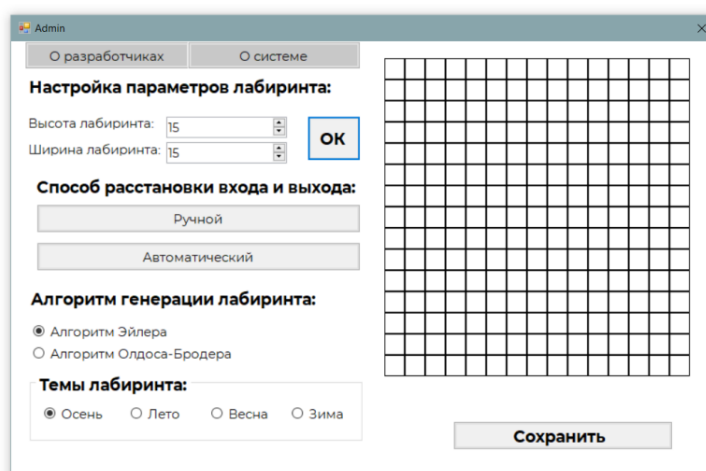 Admin
О разработчиках
О системе
Настройка параметров лабиринта:
Высота лабиринта: 15
Ширина лабиринта: 15
ОК
Способ расстановки входа и выхода:
Ручной
Автоматический
Алгоритм генерации лабиринта:
Алгоритм Эйлера
Алгоритм Олдоса-Бродера
Темы лабиринта:
Осень Лето Весна Зима
Сохранить